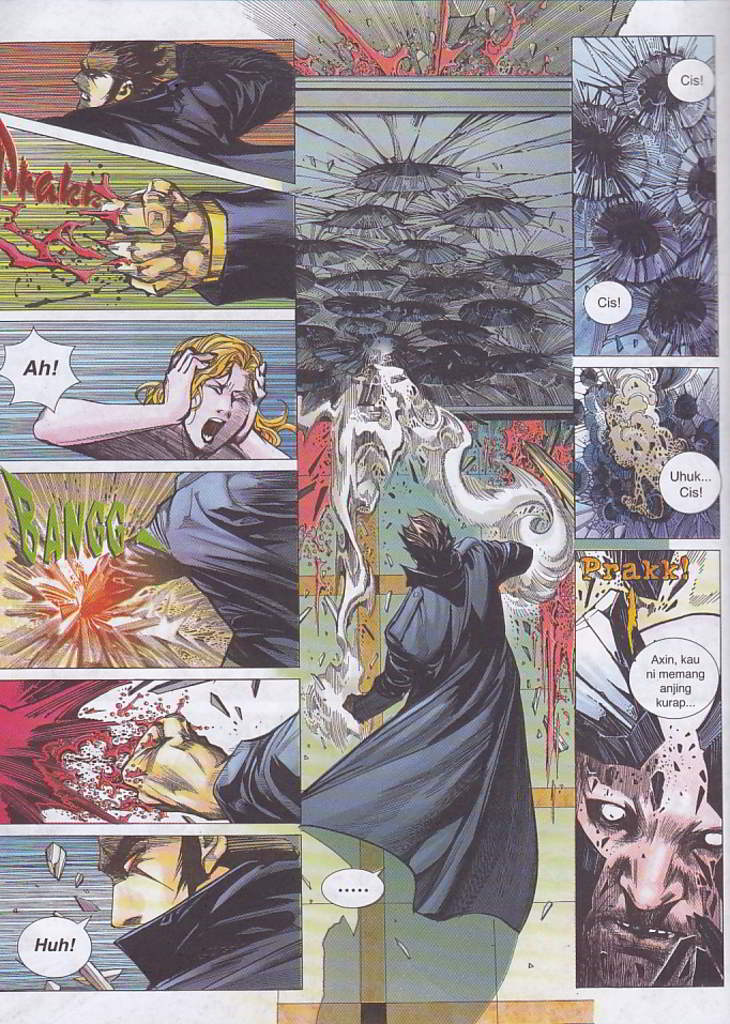 Prakk
Ah!
BANGG
Huh!
.....
Cis!
Cis!
Uhuk...
Cis!
Prakk!
Axin, kau
ni memang
anjing
kurap...